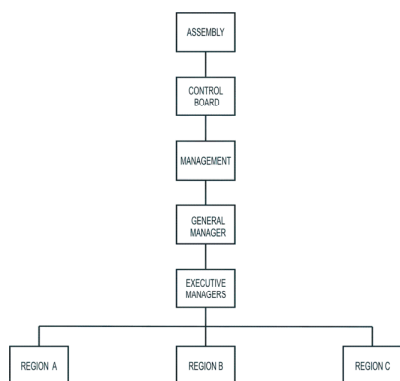 ASSEMBLY
CONTROL
BOARD
MANAGEMENT
GENERAL
MANAGER
EXECUTIVE
MANAGERS
REGION A
REGION B
REGION C